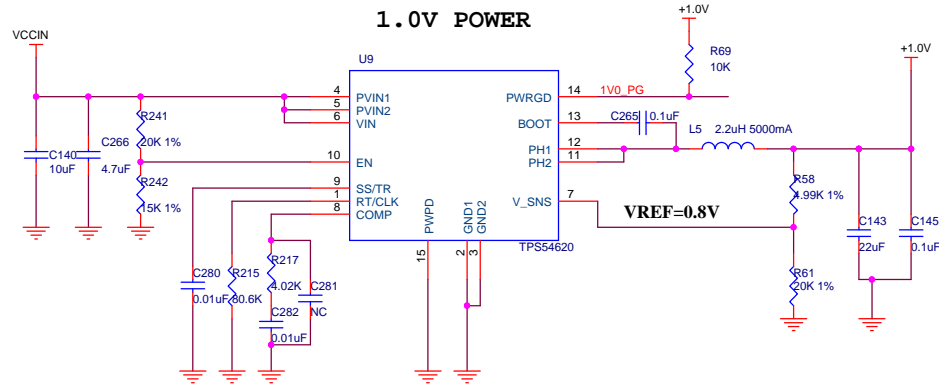 1.0V POWER
+1.0V
VCCIN
+1.0V
U9
R69
10K
4 PVIN1
5 PVIN2
6 VIN
PWRGD 14 1V0_PG
BOOT 13
C265 0.1uF
L5 2.2uH 5000mA
R241
20K 1%
C266
4.7uF
C140
10uF
PH1 12
PH2 11
10 EN
R242
15K 1%
9 SS/TR
1 RT/CLK
8 COMP
V_SNS 7
VREF=0.8V
R58
4.99K 1%
PWPD
GND1
GND2
15
2
3
TPS54620
C143
22uF
C145
0.1uF
R61
20K 1%
C280
0.01uF
R215
80.6K
R217
4.02K
C281
NC
C282
0.01uF